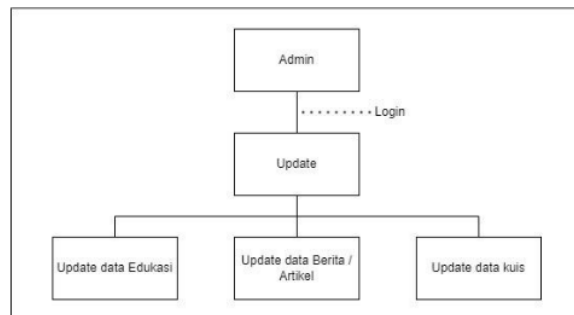 Admin
Login
Update
Update data Edukasi
Update data Berita /
Artikel
Update data kuis